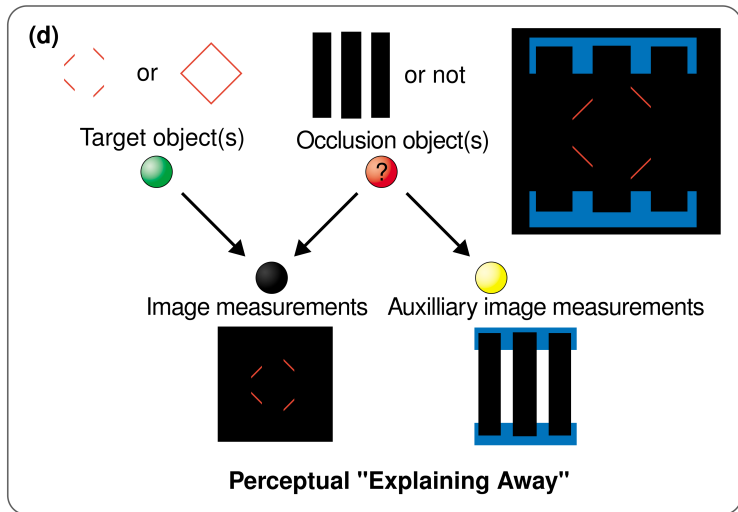 (d)
or
or not
Target object(s)
Occlusion object(s)
?
Image measurements
Auxilliary image measurements
Perceptual "Explaining Away"